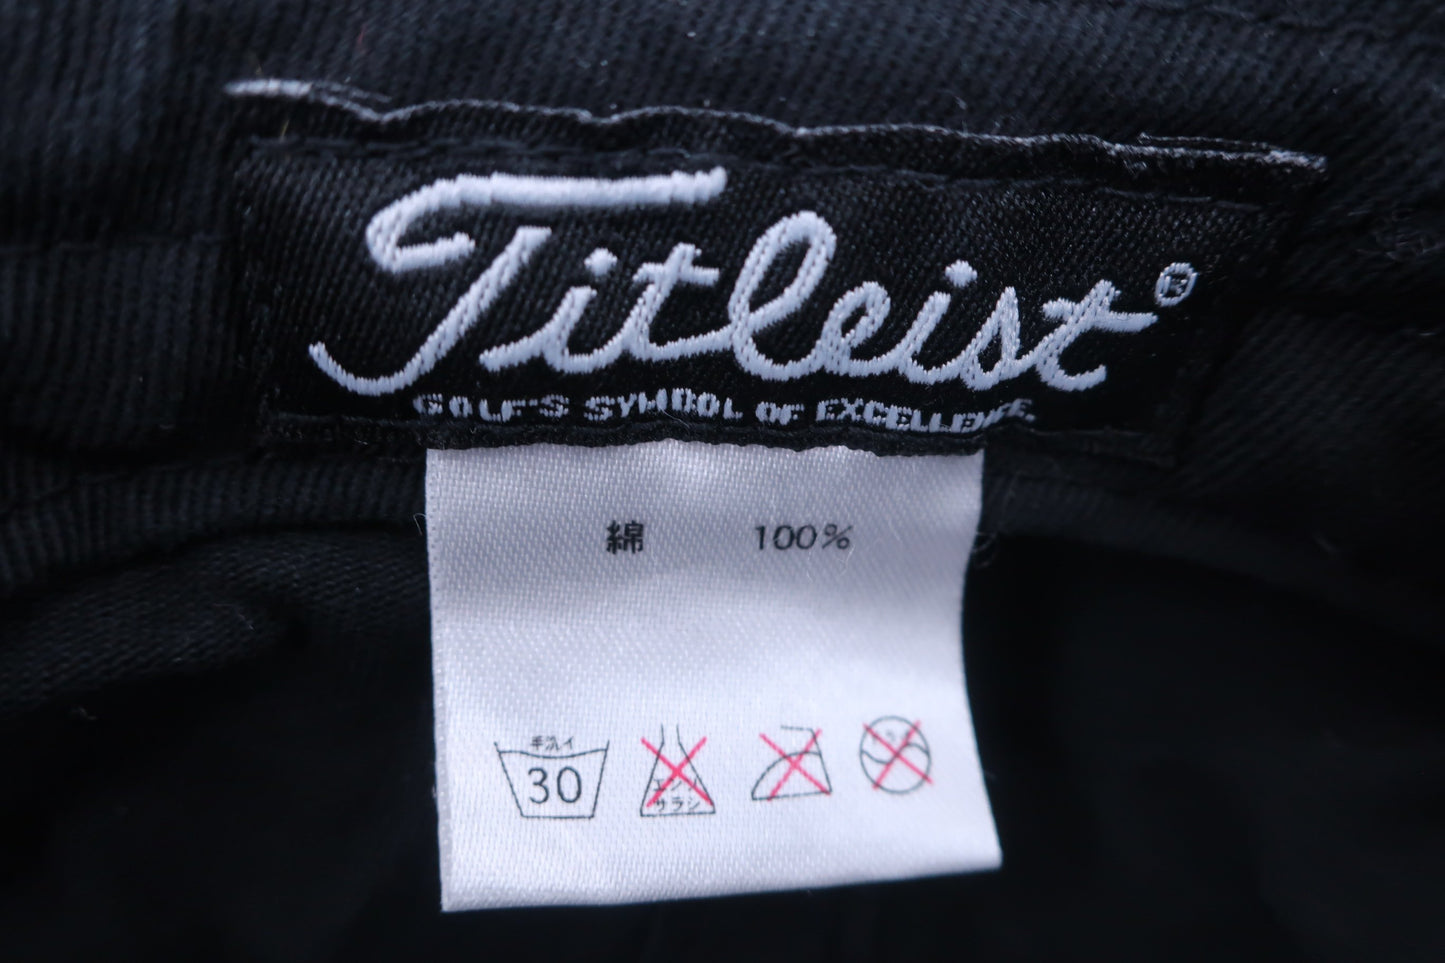 Titleist®
GOLF'S SYMBOL OF EXCELLENCE.
綿 100%
手洗イ
30
エンソ
サラシ